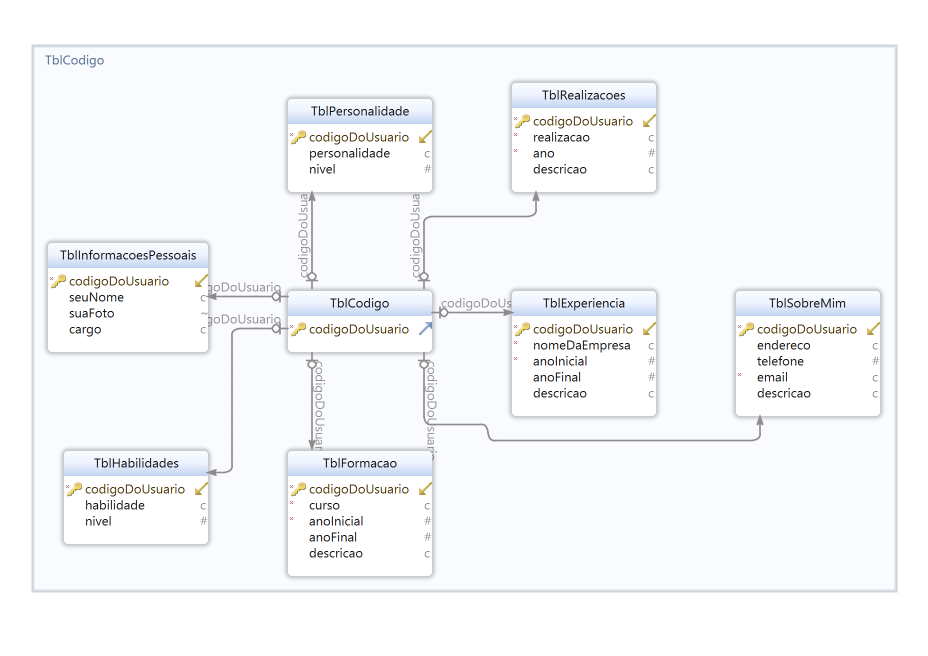 TblCodigo
TblPersonalidade
codigoDoUsuario
personalidade c
nivel #
TblRealizacoes
codigoDoUsuario
realizacao c
ano #
descricao c
codigoDoUsua
codigoDoUsua
TblInformacoesPessoais
codigoDoUsuario
seuNome c
suaFoto ~
cargo c
goDoUsuario
goDoUsuario
TblCodigo
codigoDoUsuario
codigoDoUs
TblExperiencia
codigoDoUsuario
nomeDaEmpresa c
anoInicial #
anoFinal #
descricao c
TblSobreMim
codigoDoUsuario
endereco c
telefone #
email c
descricao c
codigoDoUsuar
codigoDoUsuario
TblHabilidades
codigoDoUsuario
habilidade c
nivel #
TblFormacao
codigoDoUsuario
curso c
anoInicial #
anoFinal #
descricao c